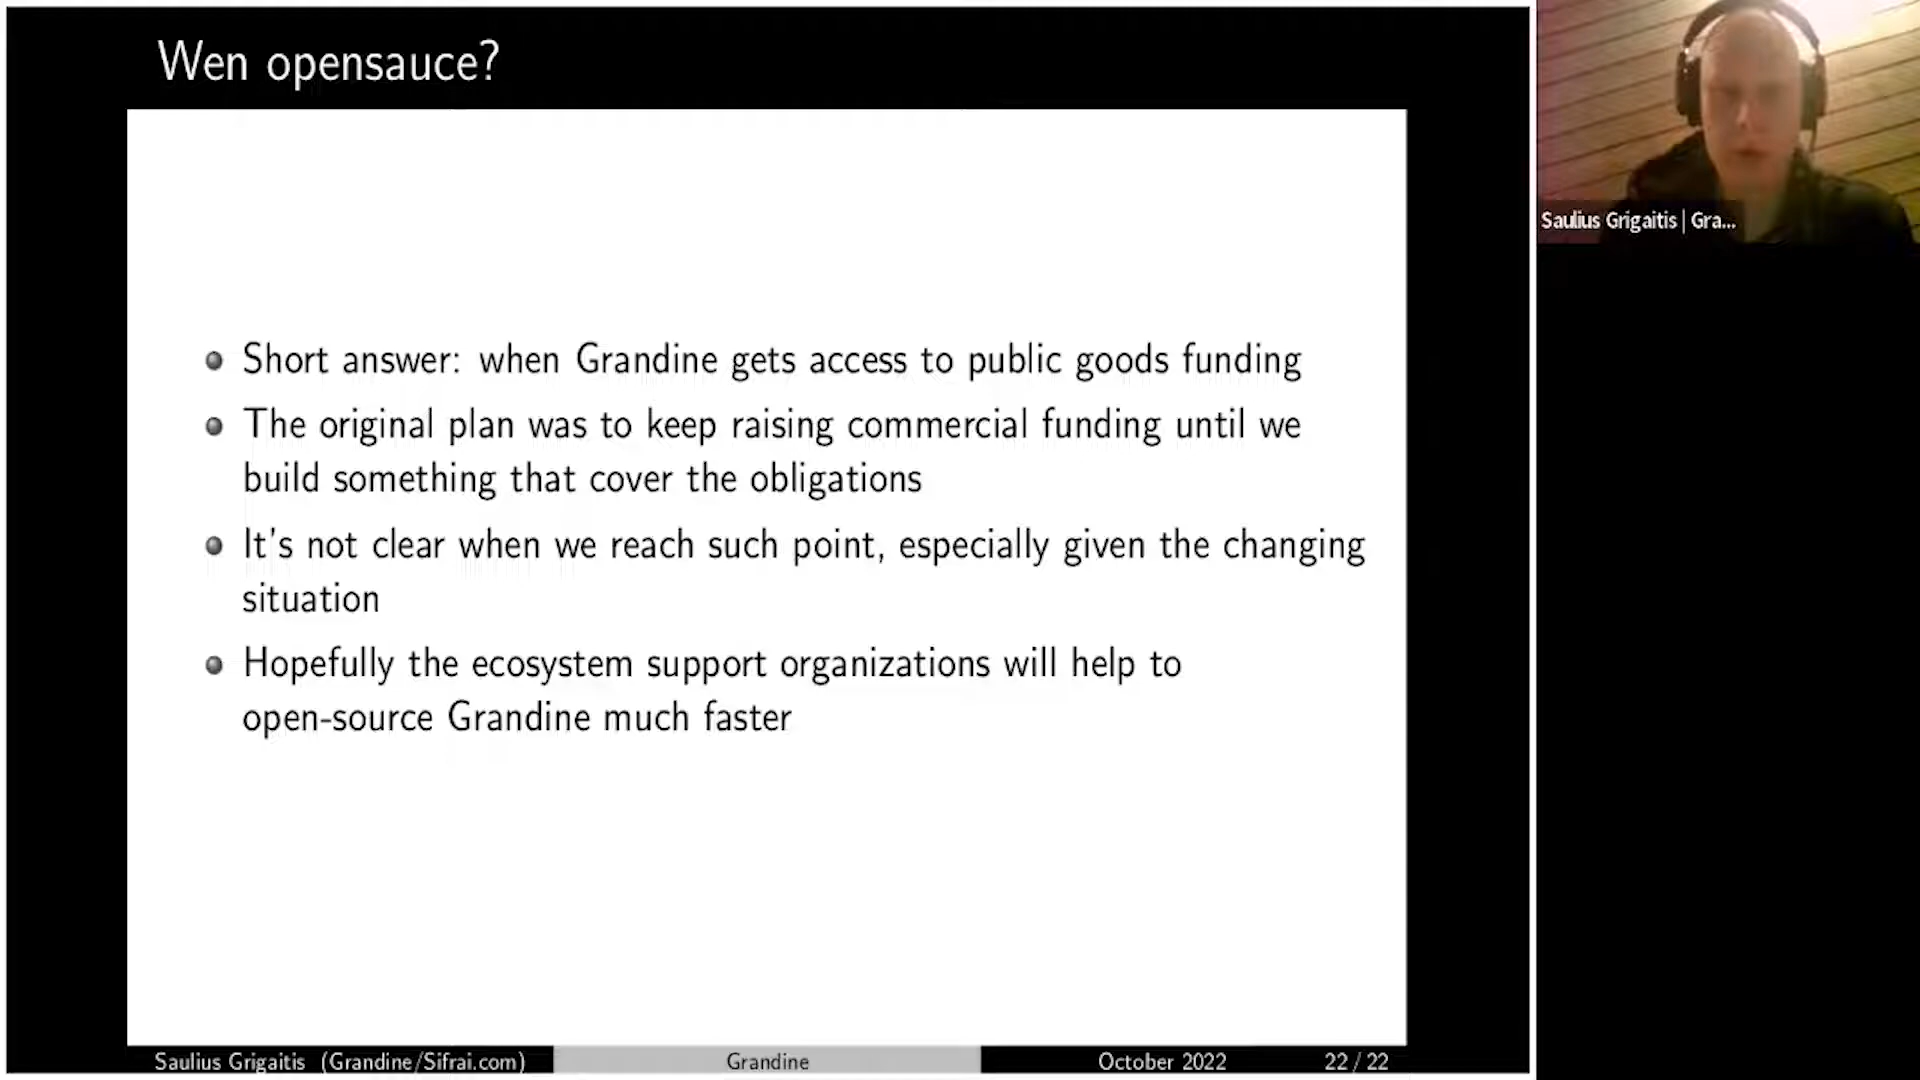 Wen opensauce?
Short answer: when Grandine gets access to public goods funding
The original plan was to keep raising commercial funding until we
build something that cover the obligations
It's not clear when we reach such point, especially given the changing
situation
Hopefully the ecosystem support organizations will help to
open-source Grandine much faster
Saulius Grigaitis (Grandine/Sifrai.com)
Grandine
October 2022
22 / 22
Saulius Grigaitis | Gra...